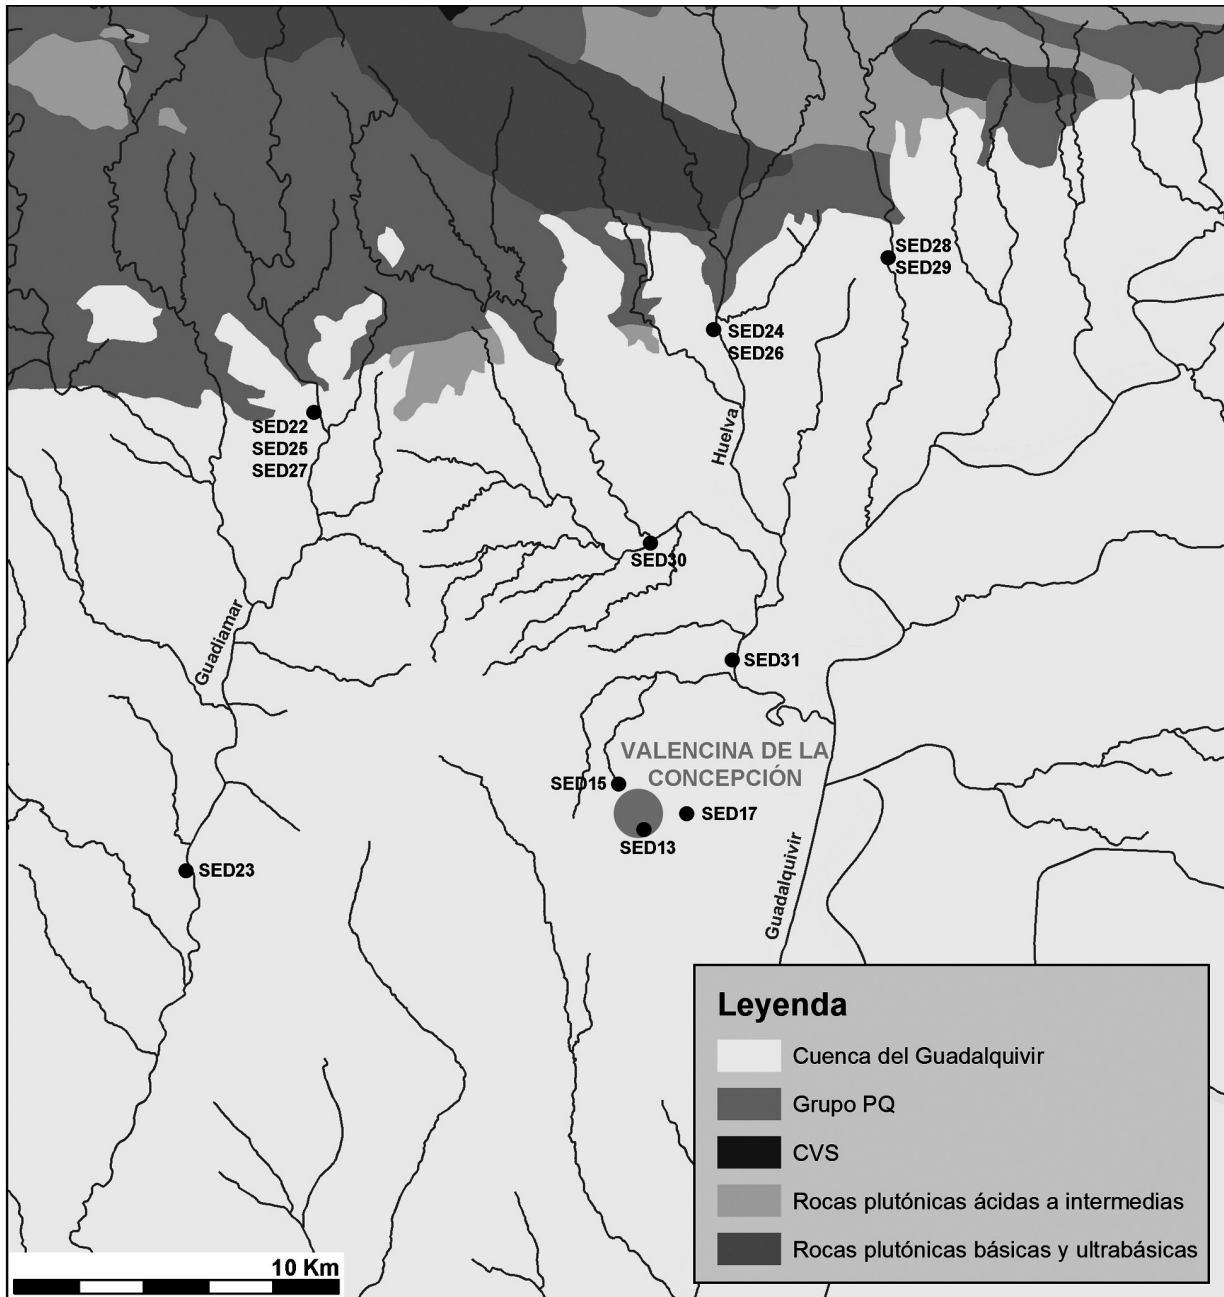 SED28
SED29
SED24
SED26
Huelva
SED22
SED25
SED27
SED30
Guadiamar
SED31
VALENCINA DE LA
CONCEPCIÓN
SED15
SED17
SED13
SED23
Guadalquivir
Leyenda
Cuenca del Guadalquivir
Grupo PQ
CVS
Rocas plutónicas ácidas a intermedias
Rocas plutónicas básicas y ultrabásicas
10 Km